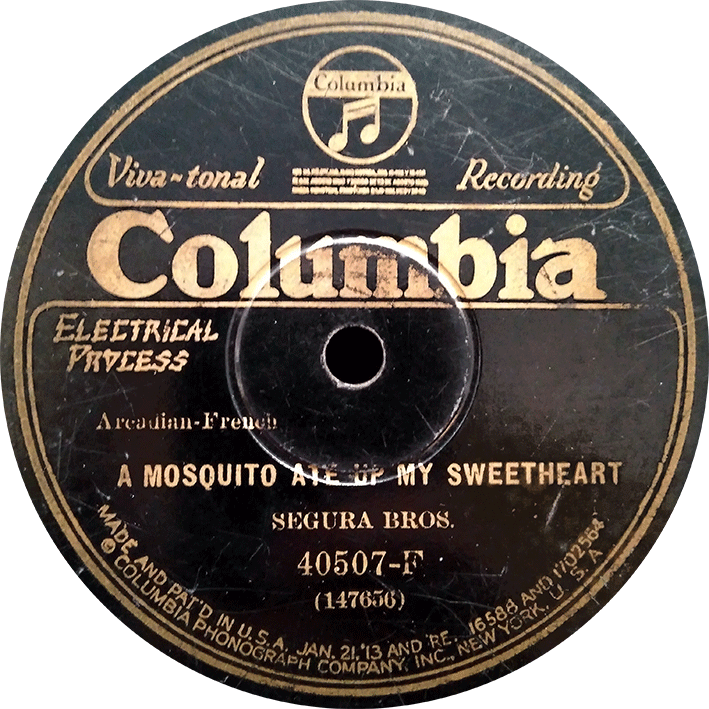 Columbia
Viva-tonal Recording
Columbia
ELECTRICAL
PROCESS
Arcadian-French
A MOSQUITO ATE UP MY SWEETHEART
SEGURA BROS.
40507-F
(147656)
MADE AND PAT'D IN U.S.A. JAN. 21,'13 AND RE. 16588 AND 1702564
COLUMBIA PHONOGRAPH COMPANY, INC., NEW YORK, U. S. A